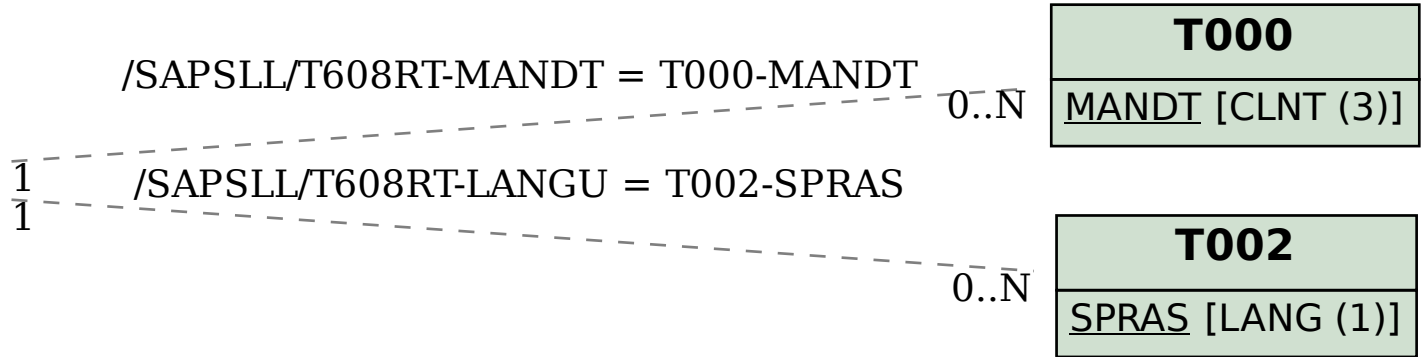 T000
/SAPSLL/T608RT-MANDT = T000-MANDT
0..N
MANDT [CLNT (3)]
1
/SAPSLL/T608RT-LANGU = T002-SPRAS
1
T002
0..N
SPRAS [LANG (1)]